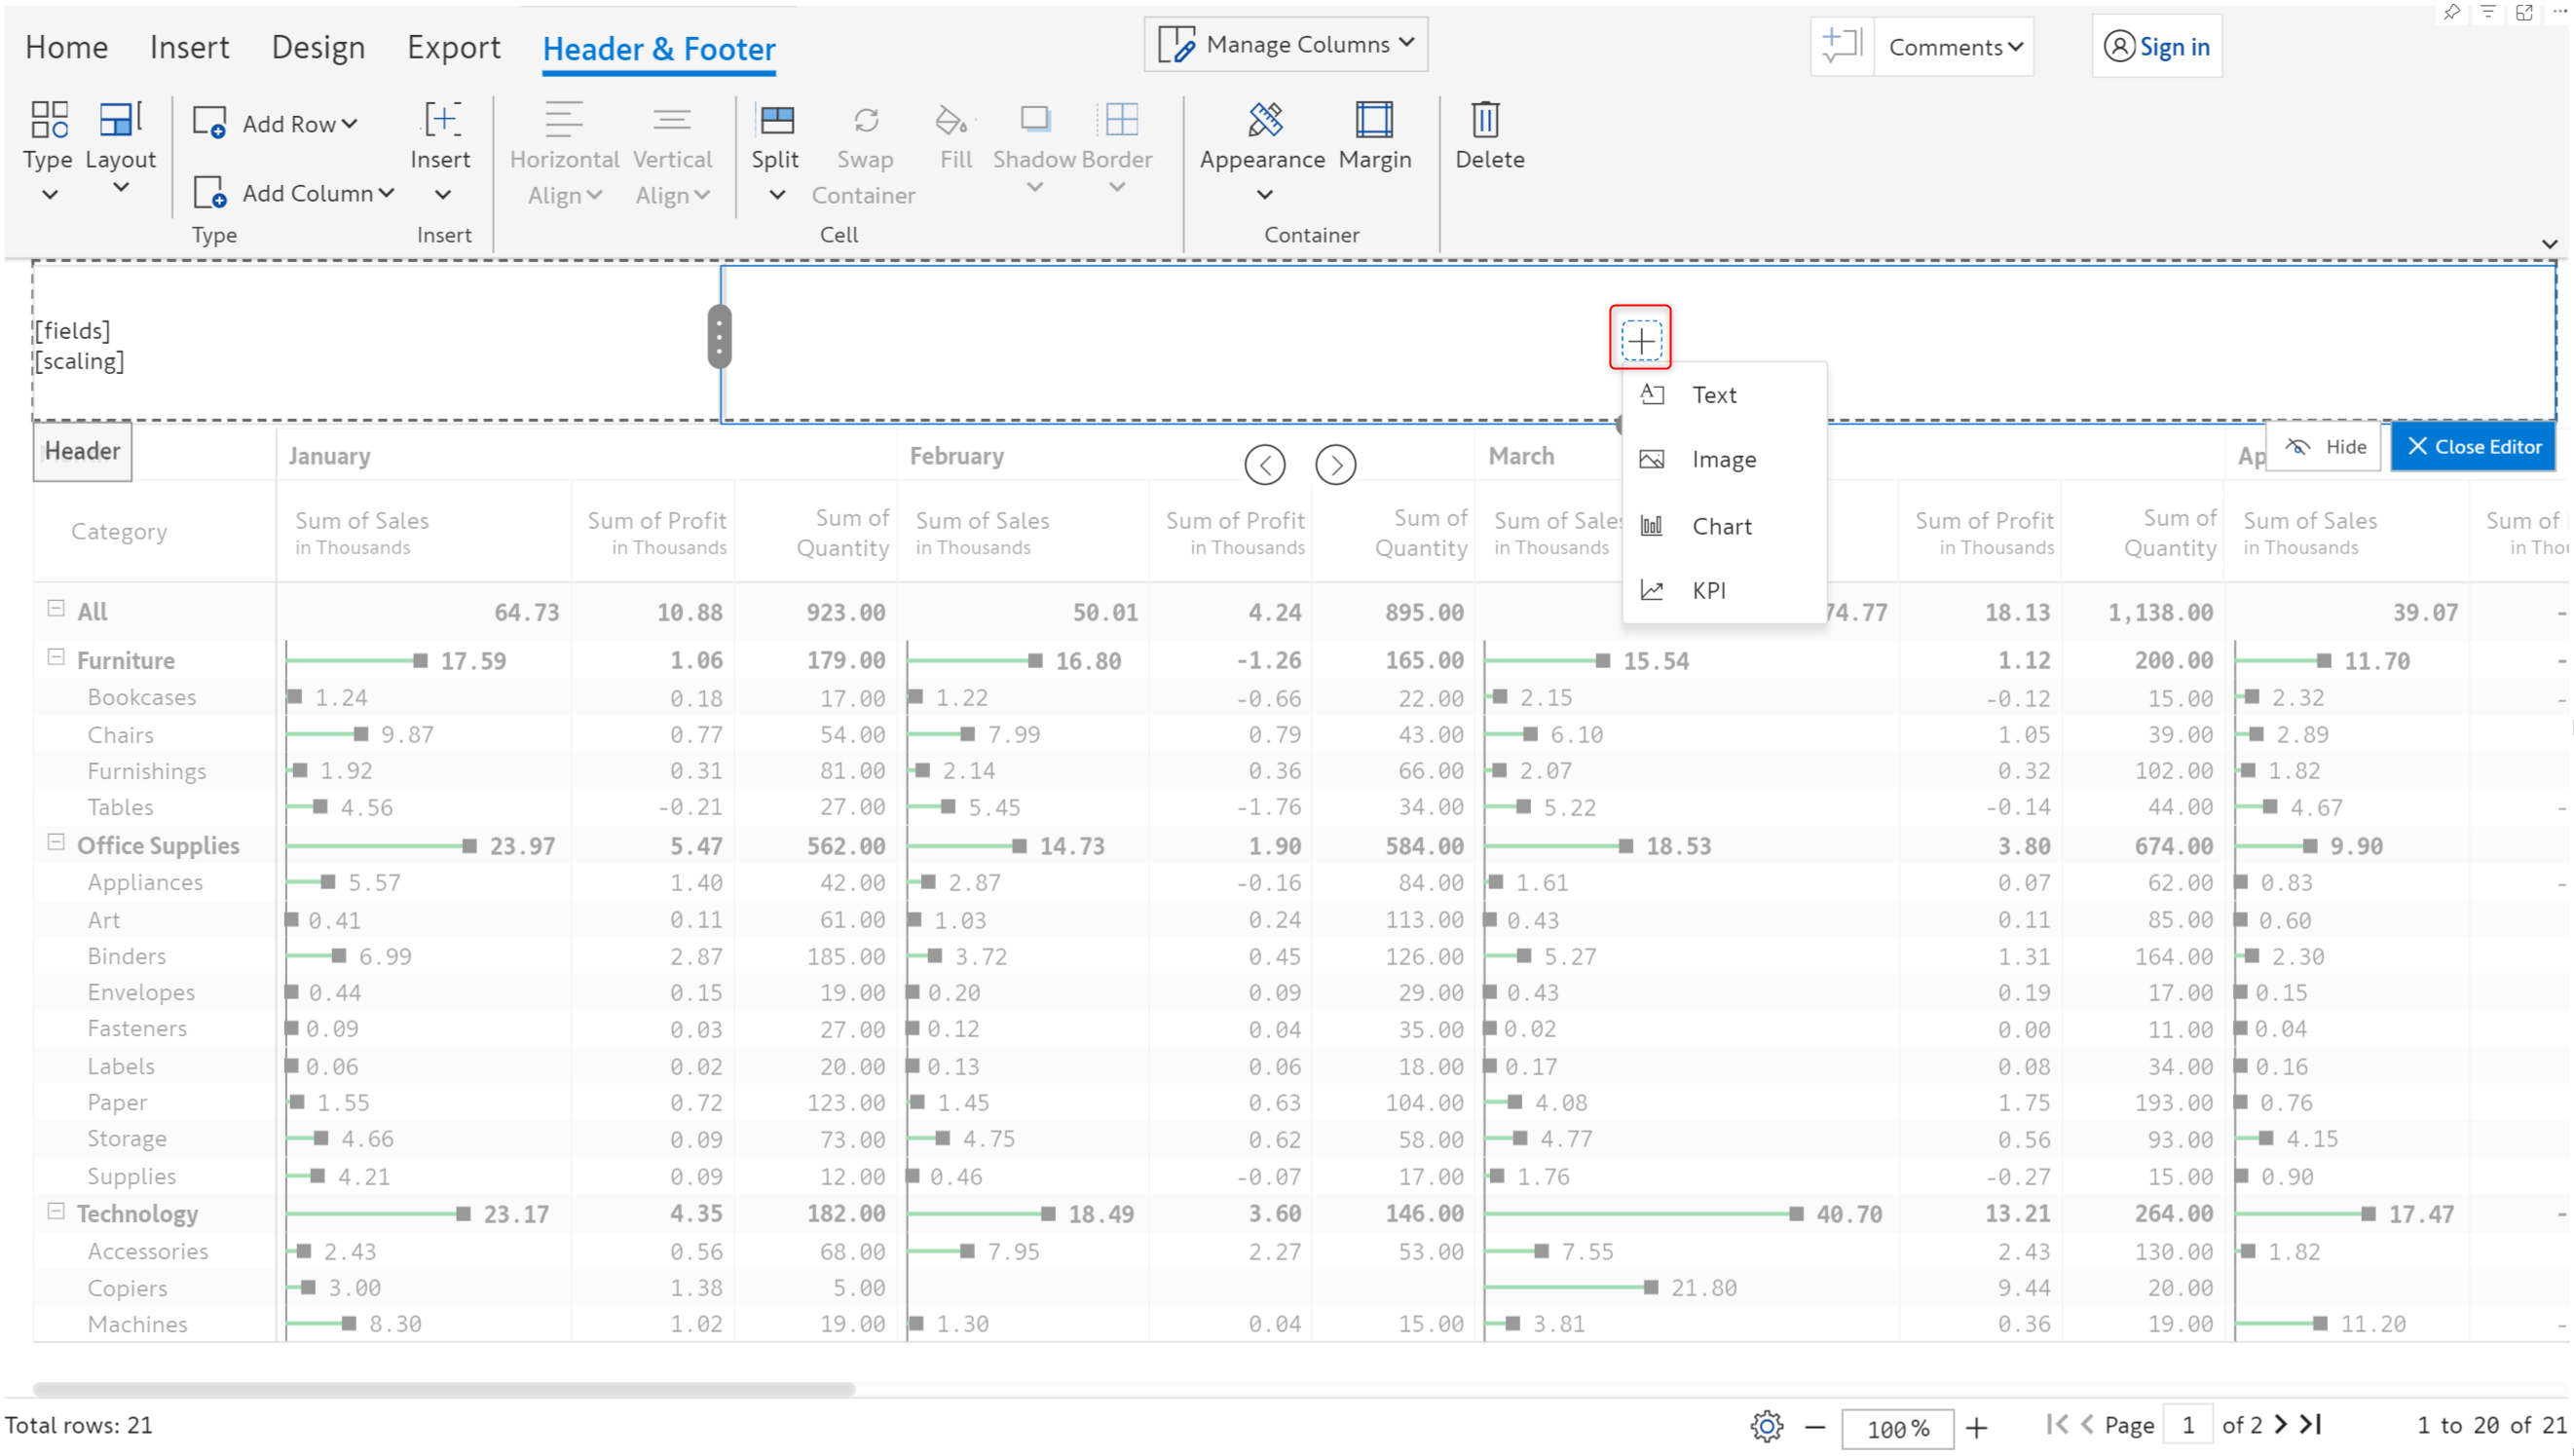 Home Insert Design Export Header & Footer Manage Columns Comments Sign in
Type Layout Add Row Insert Horizontal Align Vertical Align Split Swap Container Fill Shadow Border Appearance Margin Delete
Add Column
Type Insert Cell Container
[fields]
[scaling]
Text
Image
Chart
KPI
Header January February March Ap Hide Close Editor
Category Sum of Sales in Thousands Sum of Profit in Thousands Sum of Quantity Sum of Sales in Thousands Sum of Profit in Thousands Sum of Quantity Sum of Sales in Thousands Sum of Profit in Thousands Sum of Quantity Sum of Sales in Thousands Sum of in Thou
All 64.73 10.88 923.00 50.01 4.24 895.00 74.77 18.13 1,138.00 39.07 -
Furniture 17.59 1.06 179.00 16.80 -1.26 165.00 15.54 1.12 200.00 11.70 -
Bookcases 1.24 0.18 17.00 1.22 -0.66 22.00 2.15 -0.12 15.00 2.32 -
Chairs 9.87 0.77 54.00 7.99 0.79 43.00 6.10 1.05 39.00 2.89
Furnishings 1.92 0.31 81.00 2.14 0.36 66.00 2.07 0.32 102.00 1.82
Tables 4.56 -0.21 27.00 5.45 -1.76 34.00 5.22 -0.14 44.00 4.67 -
Office Supplies 23.97 5.47 562.00 14.73 1.90 584.00 18.53 3.80 674.00 9.90
Appliances 5.57 1.40 42.00 2.87 -0.16 84.00 1.61 0.07 62.00 0.83 -
Art 0.41 0.11 61.00 1.03 0.24 113.00 0.43 0.11 85.00 0.60
Binders 6.99 2.87 185.00 3.72 0.45 126.00 5.27 1.31 164.00 2.30
Envelopes 0.44 0.15 19.00 0.20 0.09 29.00 0.43 0.19 17.00 0.15
Fasteners 0.09 0.03 27.00 0.12 0.04 35.00 0.02 0.00 11.00 0.04
Labels 0.06 0.02 20.00 0.13 0.06 18.00 0.17 0.08 34.00 0.16
Paper 1.55 0.72 123.00 1.45 0.63 104.00 4.08 1.75 193.00 0.76
Storage 4.66 0.09 73.00 4.75 0.62 58.00 4.77 0.56 93.00 4.15
Supplies 4.21 0.09 12.00 0.46 -0.07 17.00 1.76 -0.27 15.00 0.90
Technology 23.17 4.35 182.00 18.49 3.60 146.00 40.70 13.21 264.00 17.47 -
Accessories 2.43 0.56 68.00 7.95 2.27 53.00 7.55 2.43 130.00 1.82
Copiers 3.00 1.38 5.00 21.80 9.44 20.00
Machines 8.30 1.02 19.00 1.30 0.04 15.00 3.81 0.36 19.00 11.20 -
Total rows: 21 100 % Page 1 of 2 1 to 20 of 21